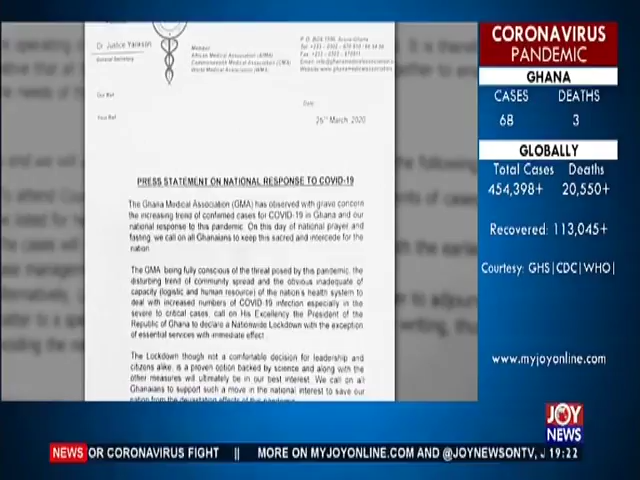 Dr Justice Yankson
General Secretary
Member
African Medical Association (AfMA)
Commonwealth Medical Association (CMA)
World Medical Association (WMA)
Our Ref
Your Ref
Date
25TH March, 2020
PRESS STATEMENT ON NATIONAL RESPONSE TO COVID-19
The Ghana Medical Association (GMA) has observed with grave concern
the increasing trend of confirmed cases for COVID-19 in Ghana and our
national response to this pandemic. On this day of national prayer and
fasting, we call on all Ghanaians to keep this sacred and intercede for the
nation.
The GMA being fully conscious of the threat posed by this pandemic, the
disturbing trend of community spread and the obvious inadequate of
capacity (logistic and human resource) of the nation's health system to
deal with increased numbers of COVID-19 infection especially in the
severe to critical cases, call on His Excellency the President of the
Republic of Ghana to declare a Nationwide Lockdown with the exception
of essential services with immediate effect.
The Lockdown though not a comfortable decision for leadership and
citizens alike, is a proven option backed by science and along with the
other measures will ultimately be in our best interest. We call on all
Ghanaians to support such a move in the national interest to save our
nation from the devastating effects of this pandemic
CORONAVIRUS
PANDEMIC
GHANA
CASES DEATHS
68 3
GLOBALLY
Total Cases Deaths
454,398+ 20,550+
Recovered: 113,045+
Courtesy: GHS|CDC|WHO|
www.myjoyonline.com
JOY
NEWS
NEWS OR CORONAVIRUS FIGHT || MORE ON MYJOYONLINE.COM AND @JOYNEWSONTV, J 19:22